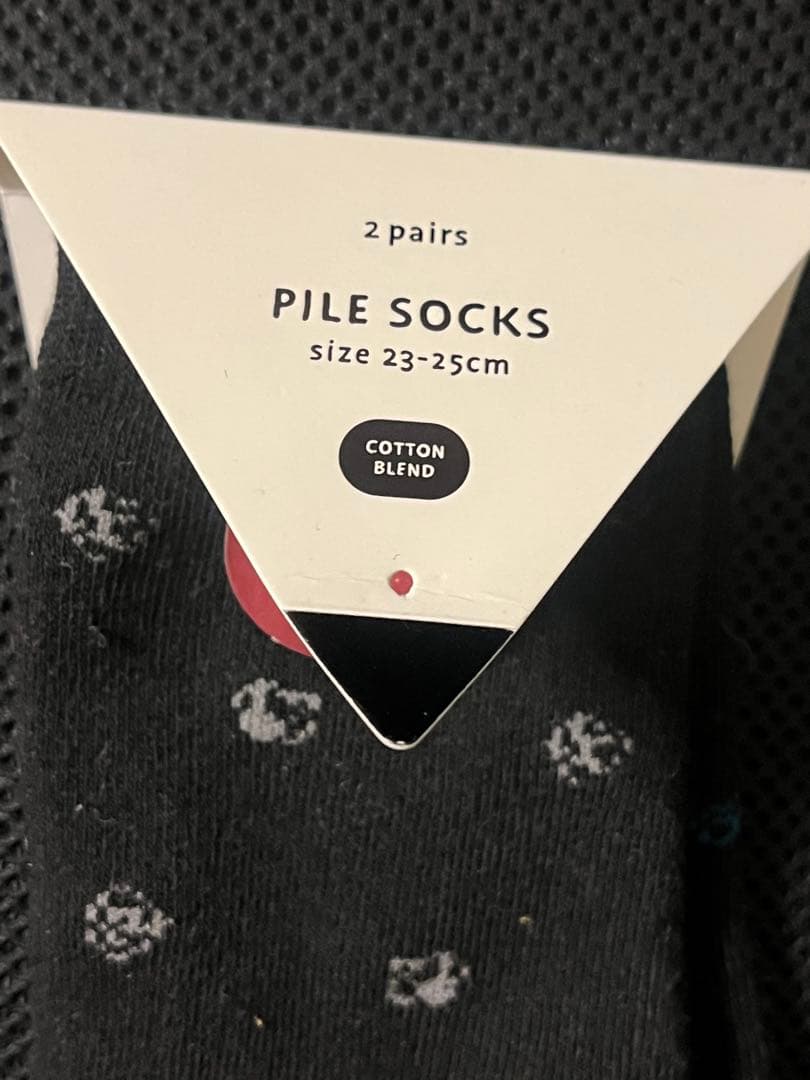 2 pairs
PILE SOCKS
size 23-25cm
COTTON
BLEND